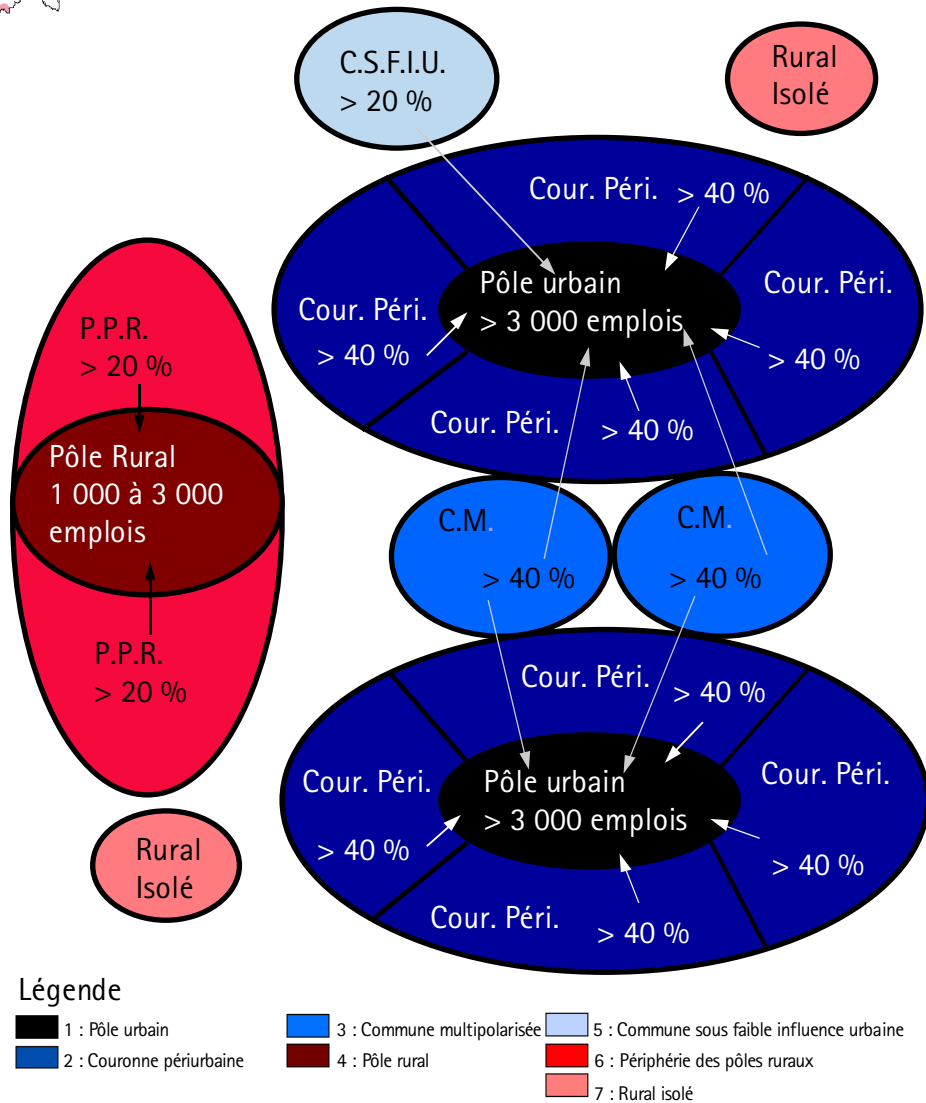 C.S.F.I.U.
> 20 %
Rural
Isolé
Cour. Péri.
> 40 %
Cour. Péri.
> 40 %
Pôle urbain
> 3 000 emplois
Cour. Péri.
> 40 %
Cour. Péri.
> 40 %
P.P.R.
> 20 %
Pôle Rural
1 000 à 3 000
emplois
P.P.R.
> 20 %
C.M.
> 40 %
C.M.
> 40 %
Cour. Péri.
> 40 %
Cour. Péri.
> 40 %
Pôle urbain
> 3 000 emplois
Cour. Péri.
> 40 %
Cour. Péri.
> 40 %
Rural
Isolé
Légende
1 : Pôle urbain
2 : Couronne périurbaine
3 : Commune multipolarisée
4 : Pôle rural
5 : Commune sous faible influence urbaine
6 : Périphérie des pôles ruraux
7 : Rural isolé